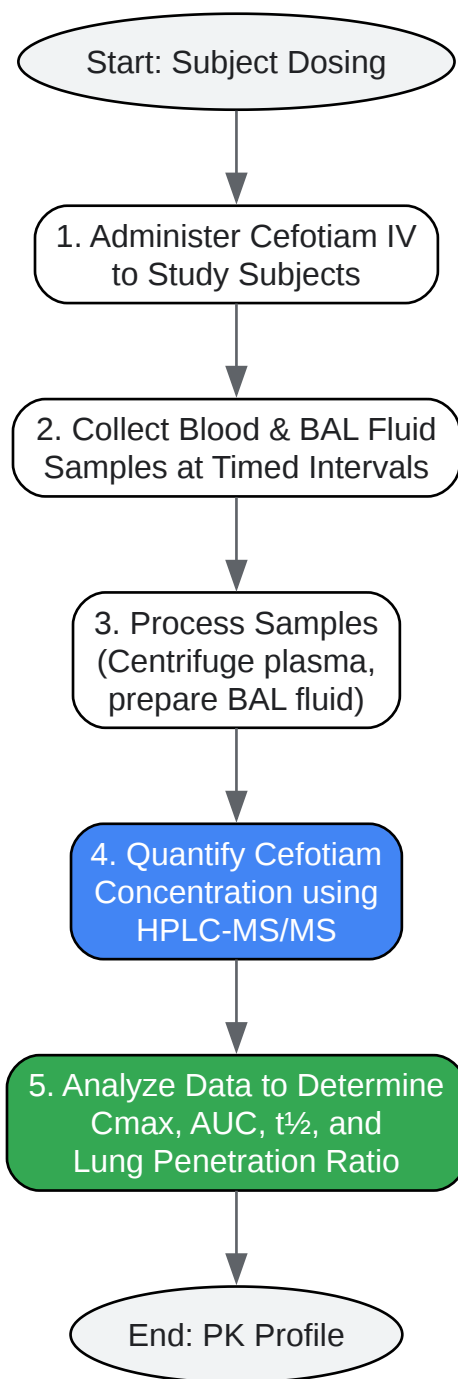 Start: Subject Dosing
1. Administer Cefotiam IV
to Study Subjects
2. Collect Blood & BAL Fluid
Samples at Timed Intervals
3. Process Samples
(Centrifuge plasma,
prepare BAL fluid)
4. Quantify Cefotiam
Concentration using
HPLC-MS/MS
5. Analyze Data to Determine
Cmax, AUC, t½, and
Lung Penetration Ratio
End: PK Profile